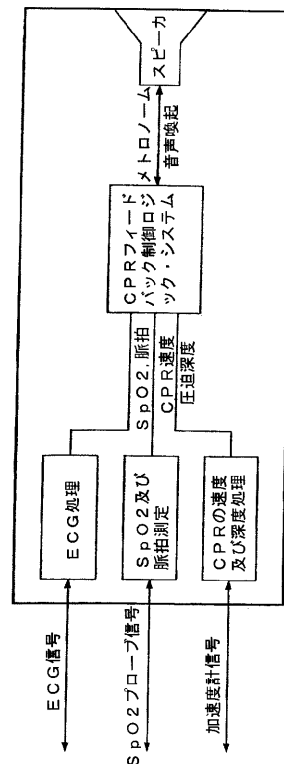 ECG信号
SpO2プローブ信号
加速度計信号
ECG処理
SpO2及び
脈拍測定
CPRの速度
及び深度処理
SpO2,脈拍
CPR速度
圧迫深度
CPRフィード
バック制御ロジ
ック・システム
メトロノーム
音声喚起
スピーカ